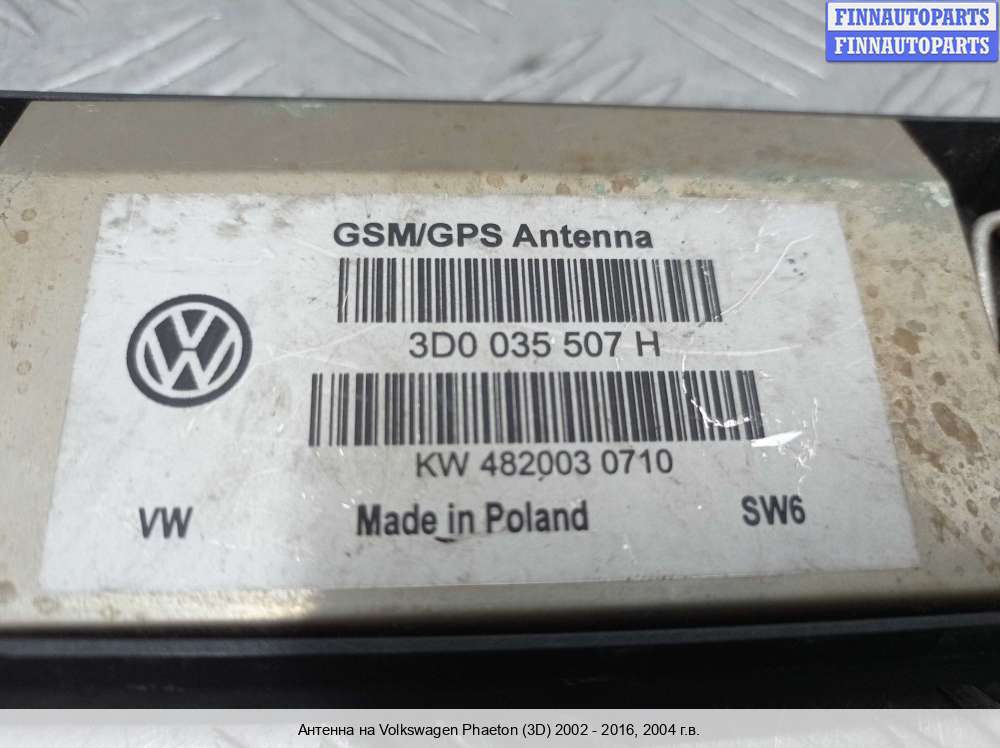 FINNAUTOPARTS
FINNAUTOPARTS
GSM/GPS Antenna
3D0 035 507 H
KW 482003 0710
VW Made in Poland SW6
Антенна на Volkswagen Phaeton (3D) 2002 - 2016, 2004 г.в.